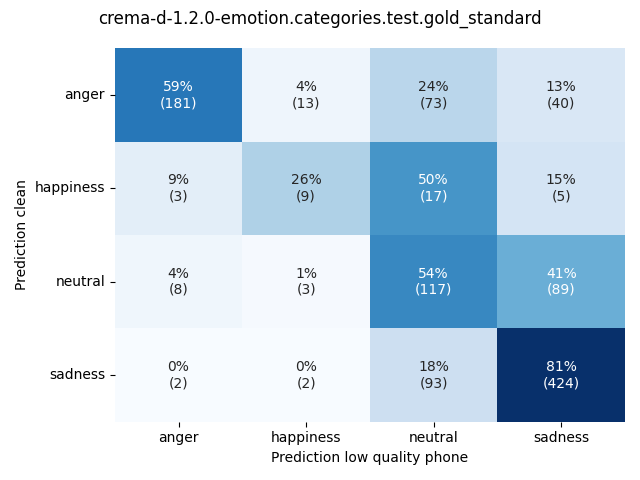 crema-d-1.2.0-emotion.categories.test.gold_standard
Prediction clean
anger
59%
(181)
4%
(13)
24%
(73)
13%
(40)
happiness
9%
(3)
26%
(9)
50%
(17)
15%
(5)
neutral
4%
(8)
1%
(3)
54%
(117)
41%
(89)
sadness
0%
(2)
0%
(2)
18%
(93)
81%
(424)
anger
happiness
neutral
sadness
Prediction low quality phone